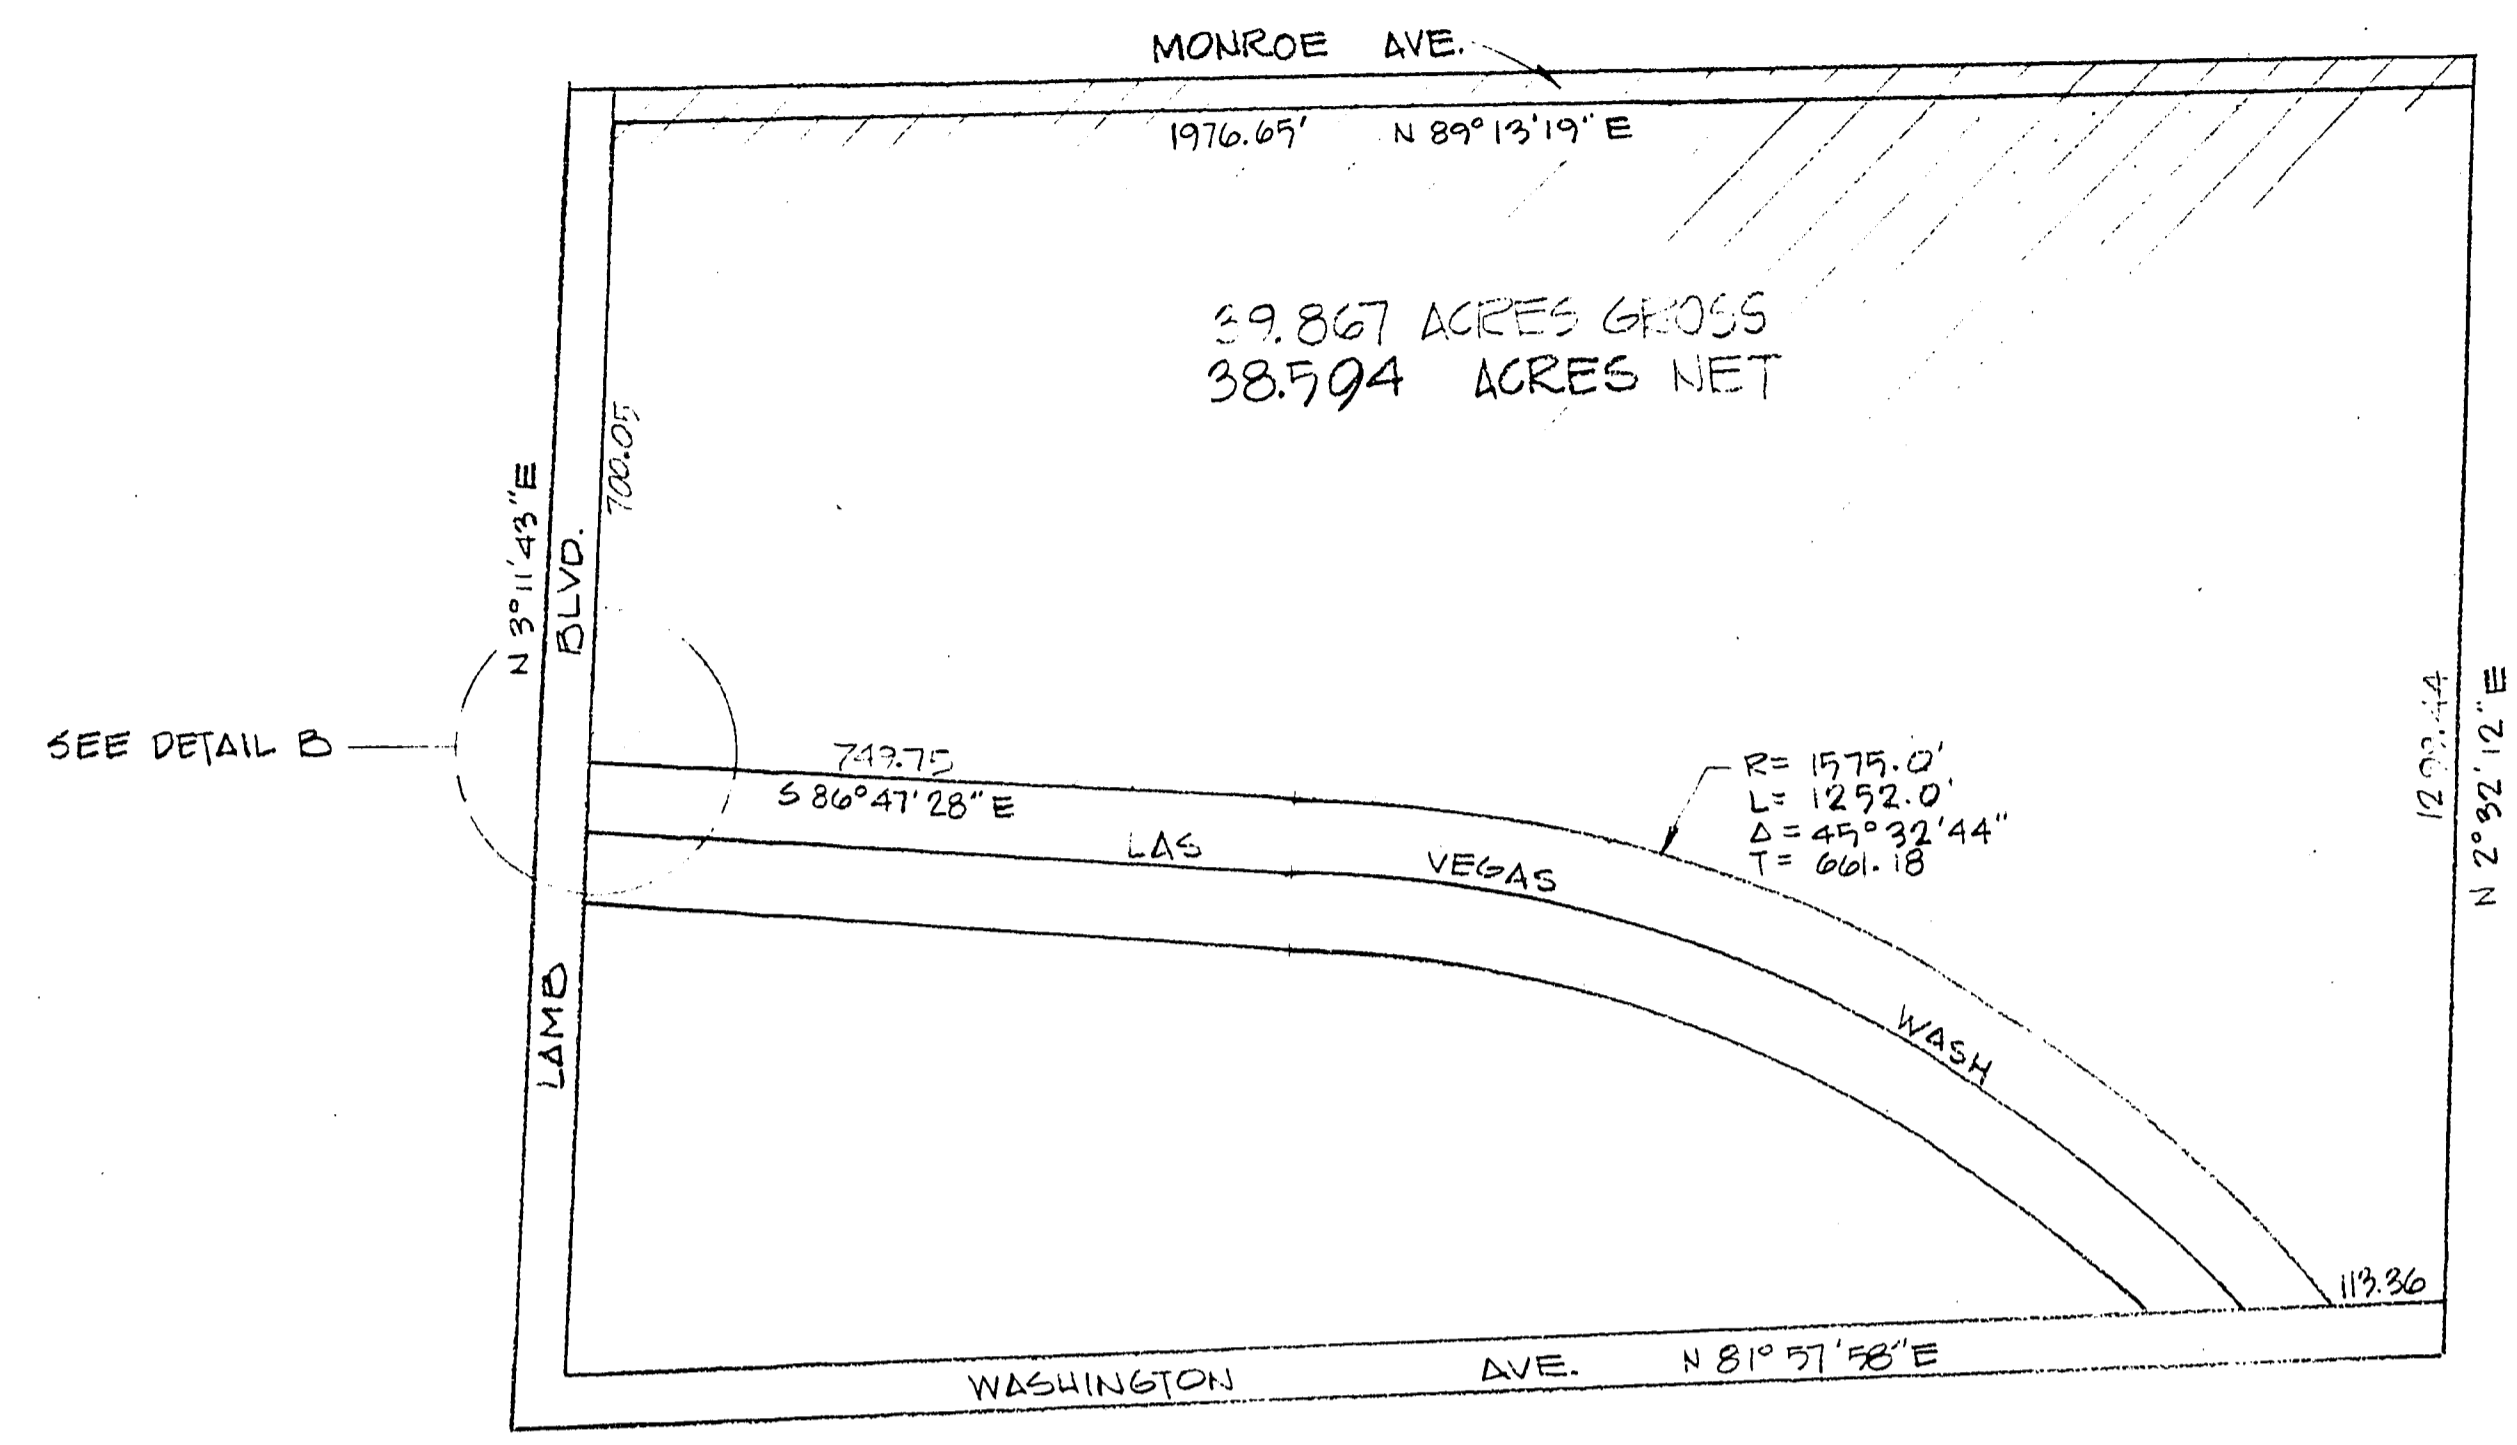 MONROE AVE.
1976.65' N 89°13'19" E
39.867 ACRES GROSS
38.594 ACRES NET
700.05
N 3°11'43"E
BLVD.
SEE DETAIL B
749.75
S 86°47'28"E
R= 1575.0'
L= 1252.0'
Δ= 45°32'44"
T= 661.18
N 2°32'12"E
LAS VEGAS WASH
LAMB
113.36
WASHINGTON AVE. N 81°57'58"E